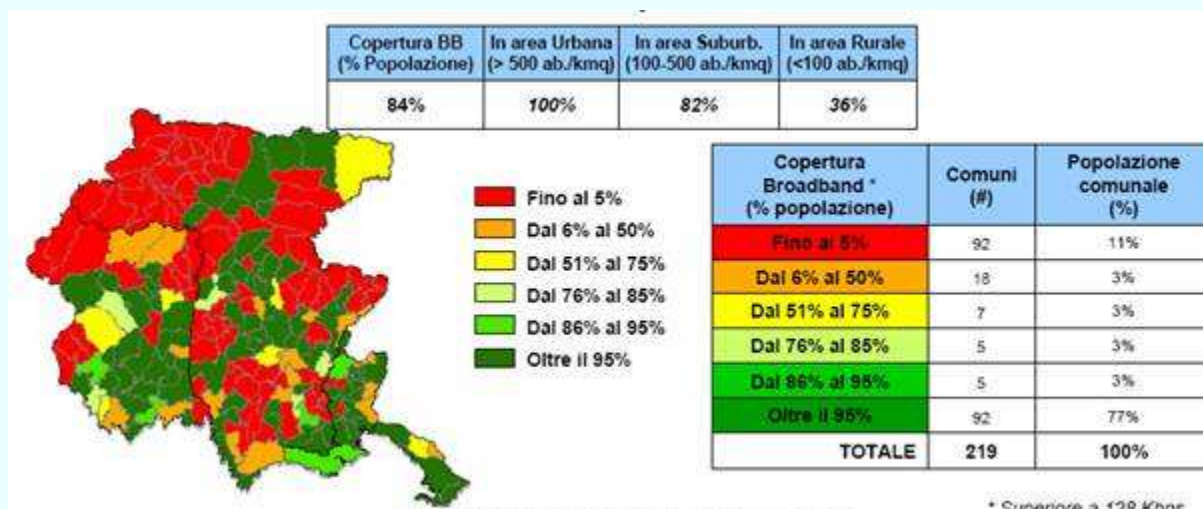 Copertura BB In area Urbana In area Suburb. In area Rurale
(% Popolazione) (> 500 ab./kmq) (100-500 ab./kmq) (<100 ab./kmq)
84% 100% 82% 36%
Fino al 5%
Dal 6% al 50%
Dal 51% al 75%
Dal 76% al 85%
Dal 86% al 95%
Oltre il 95%
Copertura Broadband * (% popolazione) Comuni (#) Popolazione comunale (%)
Fino al 5% 92 11%
Dal 6% al 50% 18 3%
Dal 51% al 75% 7 3%
Dal 76% al 85% 5 3%
Dal 86% al 95% 5 3%
Oltre il 95% 92 77%
TOTALE 219 100%
* Superiore a 128 Kbps